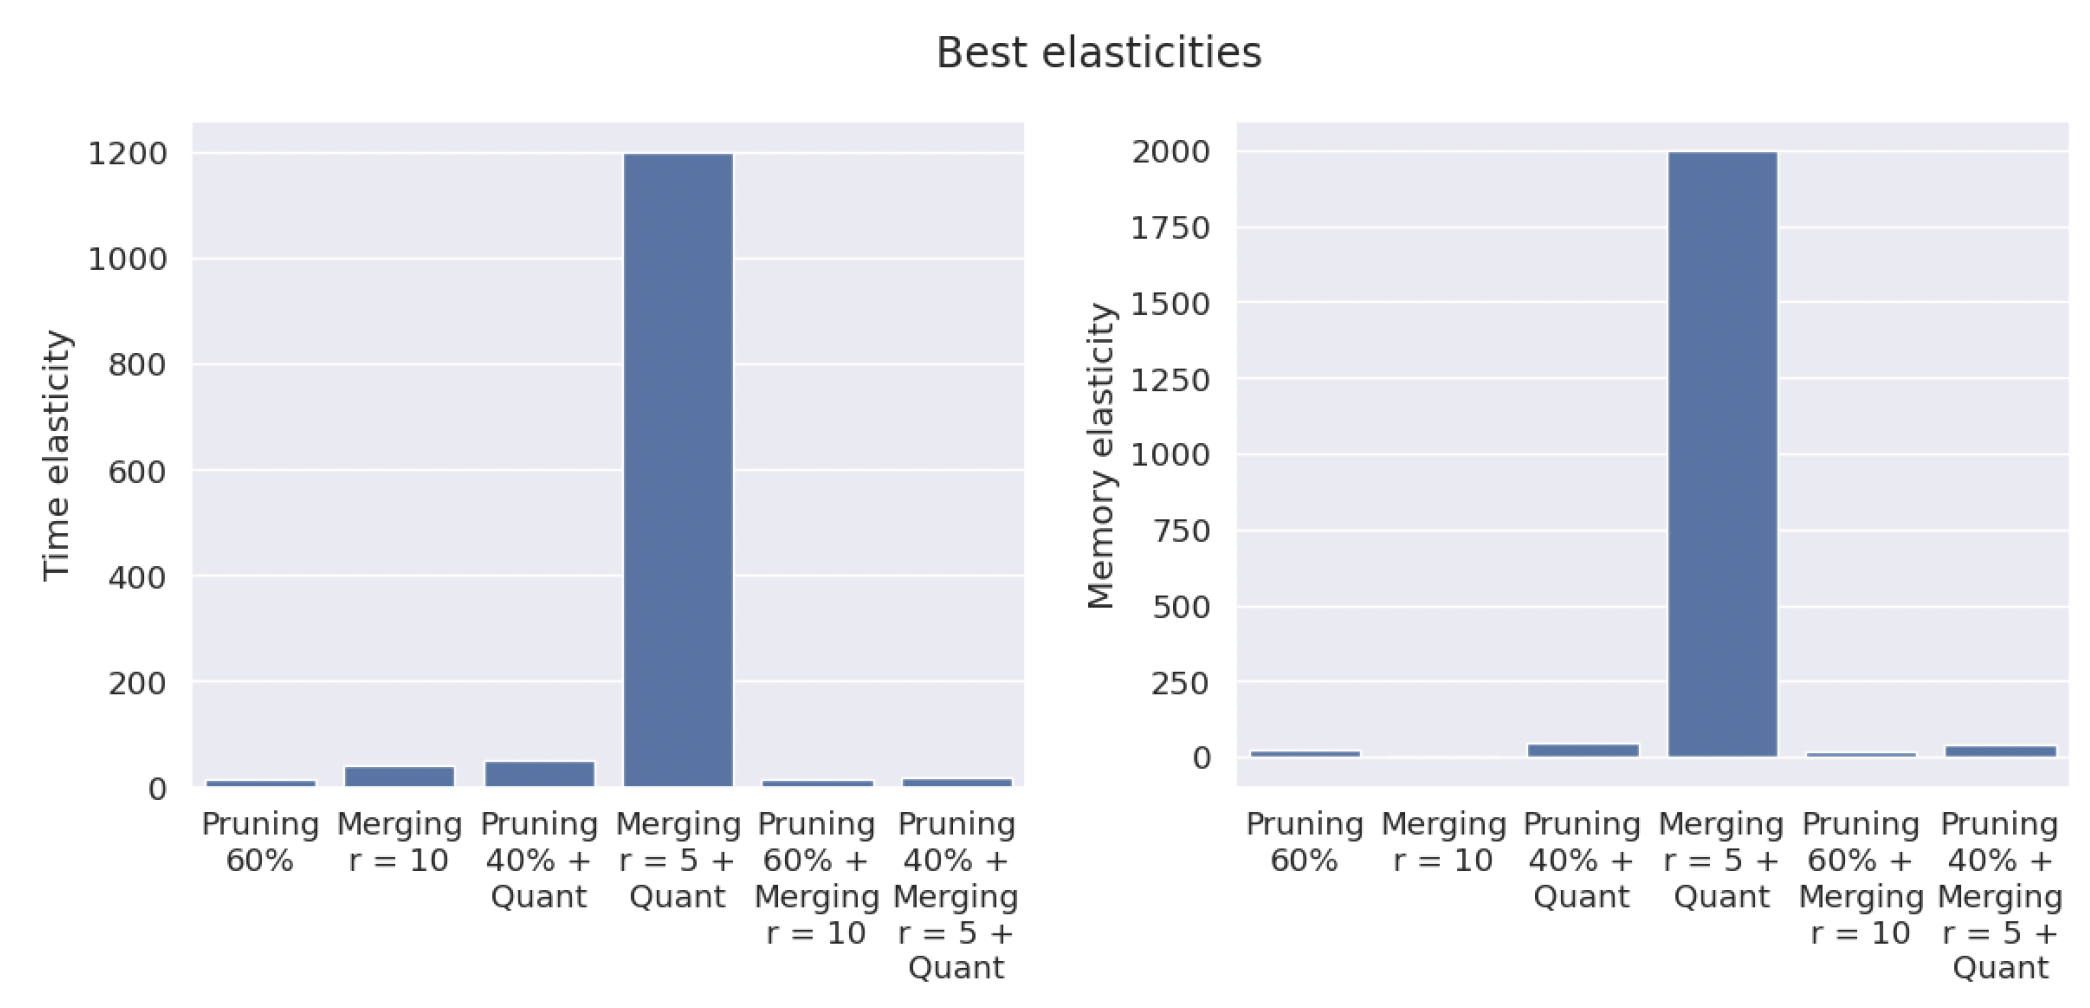 Best elasticities
Time elasticity
1200
1000
800
600
400
200
0
Pruning
60%
Merging
r = 10
Pruning
40% +
Quant
Merging
r = 5 +
Quant
Pruning
60% +
Merging
r = 10
Pruning
40% +
Merging
r = 5 +
Quant
Memory elasticity
2000
1750
1500
1250
1000
750
500
250
0
Pruning
60%
Merging
r = 10
Pruning
40% +
Quant
Merging
r = 5 +
Quant
Pruning
60% +
Merging
r = 10
Pruning
40% +
Merging
r = 5 +
Quant